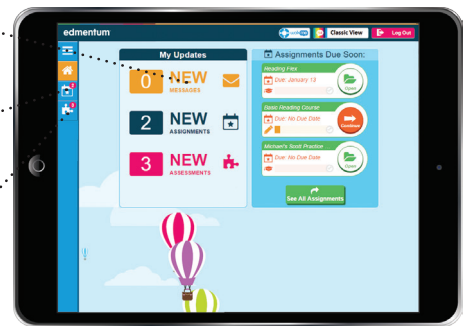 edmentum
Classic View
Log Out
My Updates
0 NEW
MESSAGES
2 NEW
ASSIGNMENTS
3 NEW
ASSESSMENTS
Assignments Due Soon:
Reading Flex
Due: January 13
Open
Basic Reading Course
Due: No Due Date
Continue
Michael's Scott Practice
Due: No Due Date
Open
See All Assignments